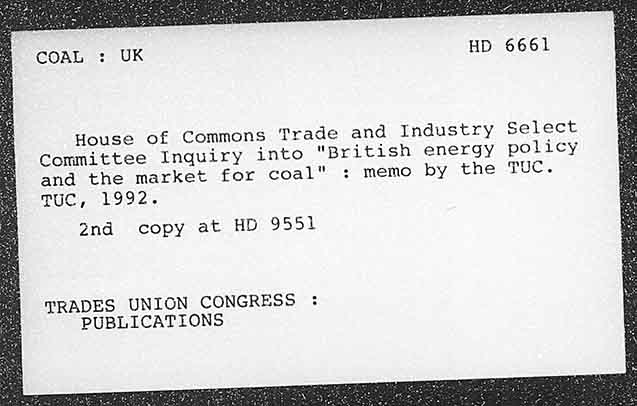 COAL : UK HD 6661
House of Commons Trade and Industry Select
Committee Inquiry into "British energy policy
and the market for coal" : memo by the TUC.
TUC, 1992.
2nd copy at HD 9551
TRADES UNION CONGRESS :
PUBLICATIONS